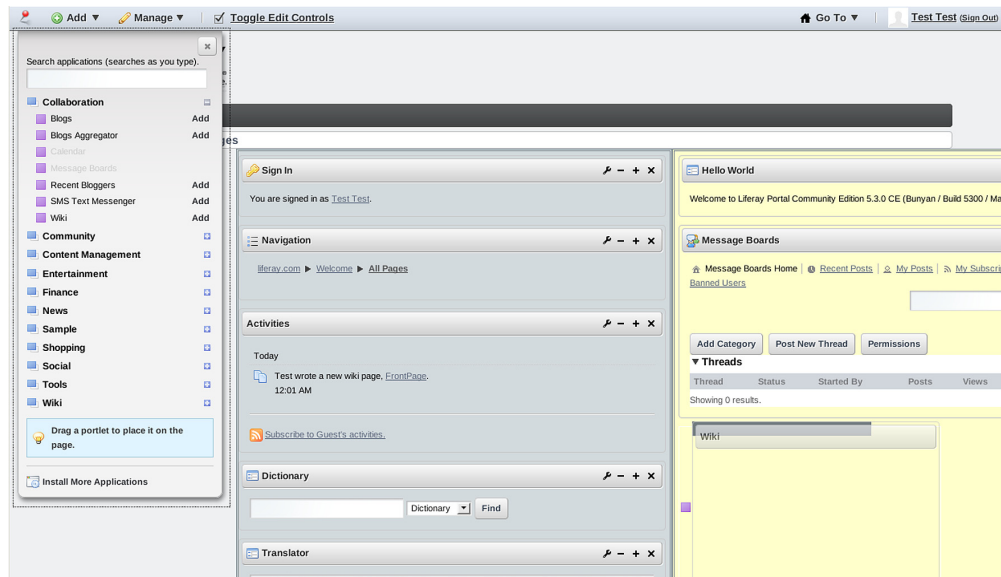 Add ▼ Manage ▼ Toggle Edit Controls Go To ▼ Test Test (Sign Out)
Search applications (searches as you type).
Collaboration
Blogs Add
Blogs Aggregator Add
Calendar
Message Boards
Recent Bloggers Add
SMS Text Messenger Add
Wiki Add
Community
Content Management
Entertainment
Finance
News
Sample
Shopping
Social
Tools
Wiki
Drag a portlet to place it on the
page.
Install More Applications
Sign In
You are signed in as Test Test.
Navigation
liferay.com ▶ Welcome ▶ All Pages
Activities
Today
Test wrote a new wiki page, FrontPage.
12:01 AM
Subscribe to Guest's activities.
Dictionary
Dictionary Find
Translator
Hello World
Welcome to Liferay Portal Community Edition 5.3.0 CE (Bunyan / Build 5300 / Ma
Message Boards
Message Boards Home Recent Posts My Posts My Subscri
Banned Users
Add Category Post New Thread Permissions
▼ Threads
Thread Status Started By Posts Views
Showing 0 results.
Wiki